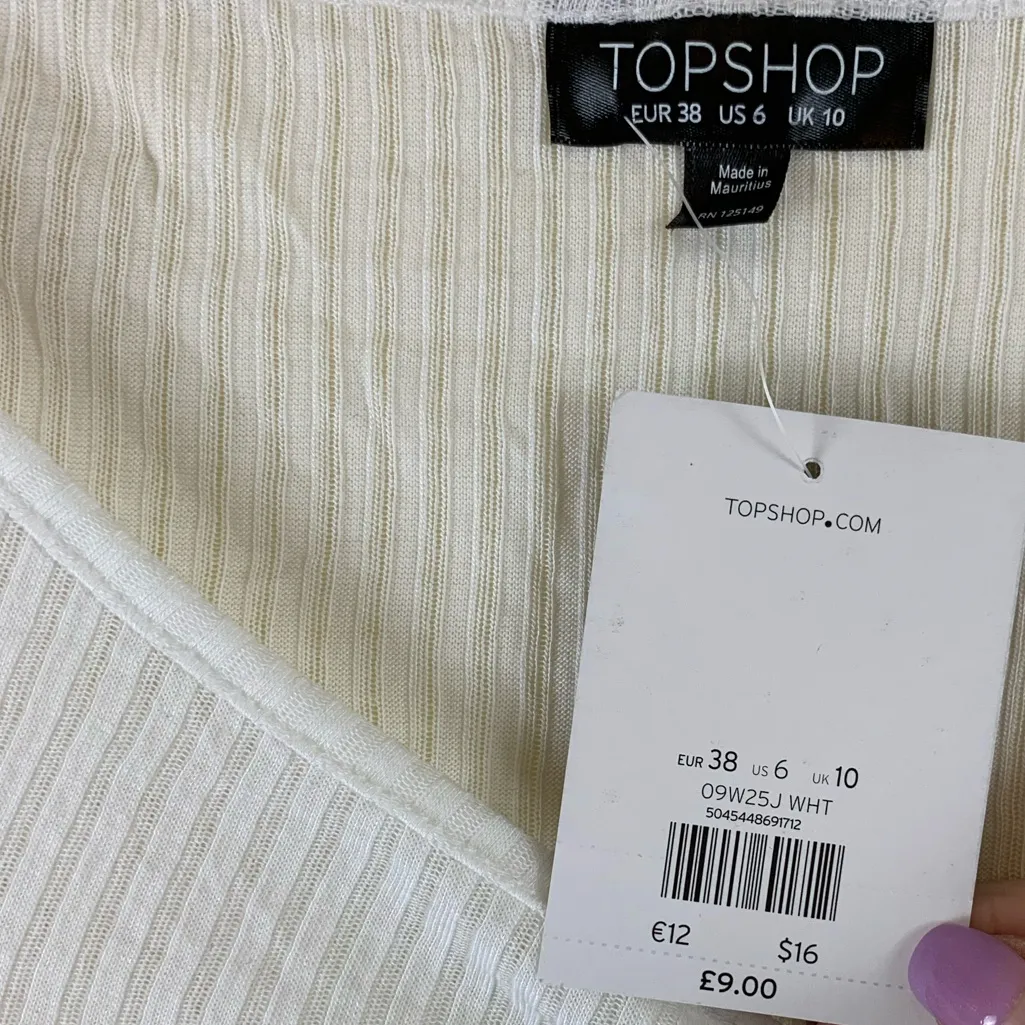 TOPSHOP
EUR 38 US 6 UK 10
Made in
Mauritius
RN 125149
TOPSHOP.COM
EUR 38 US 6 UK 10
09W25J WHT
5045448691712
€12 $16
£9.00